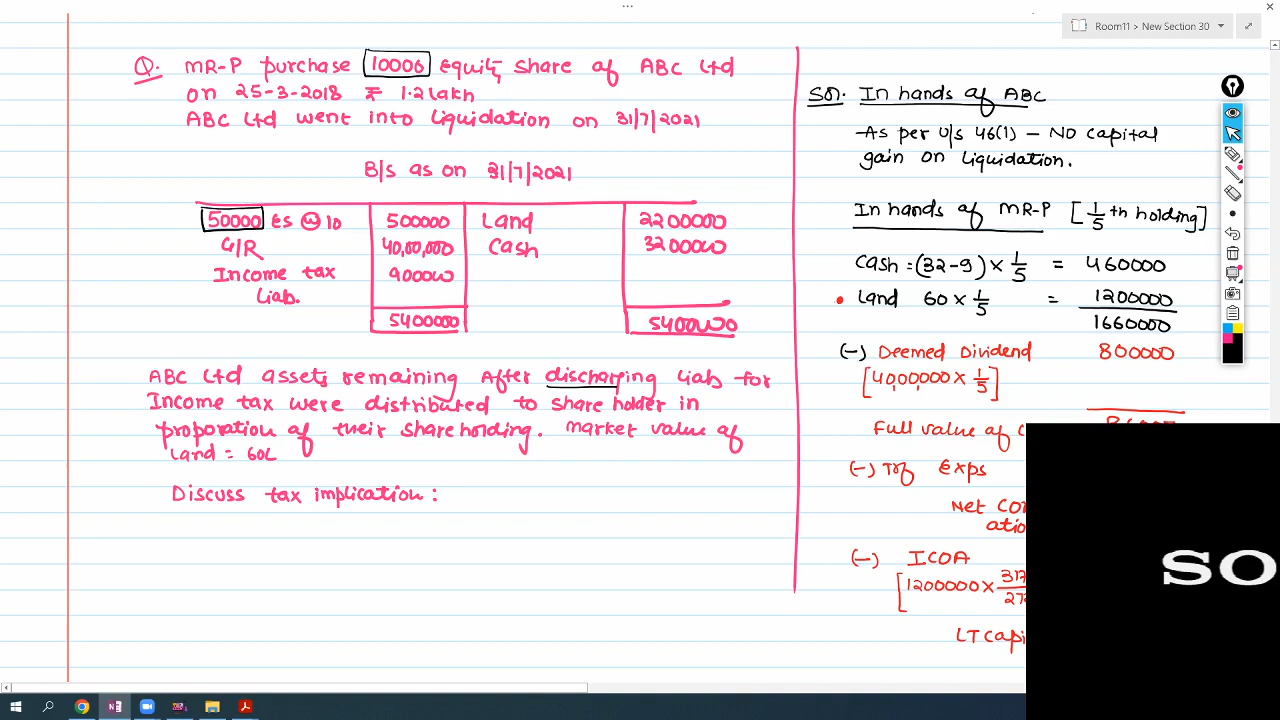 Room11 > New Section 30
Q. MR-P purchase 10000 Equity Share of ABC Ltd
on 25-3-2018 ₹ 1.2 lakh
ABC Ltd went into liquidation on 31/7/2021
B/s as on 31/7/2021
50000 Es @ 10 500000 Land 2200000
G/R 40,00,000 Cash 3200000
Income tax 900000
Liab.
5400000 5400000
ABC Ltd assets remaining After discharging liab for
Income tax were distributed to share holder in
proporation of their shareholding. Market value of
land = 60L
Discuss tax implication :
Sol. In hands of ABC
As per U/s 46(1) - NO capital
gain on liquidation.
In hands of MR-P [1/5 th holding]
Cash = (32-9) × 1/5 = 460000
Land 60 × 1/5 = 1200000
1660000
(-) Deemed Dividend 800000
[40,00,000 × 1/5]
Full value of
(-) Trf Exps
Net
(-) ICOA
[1200000 ×
LT
SO